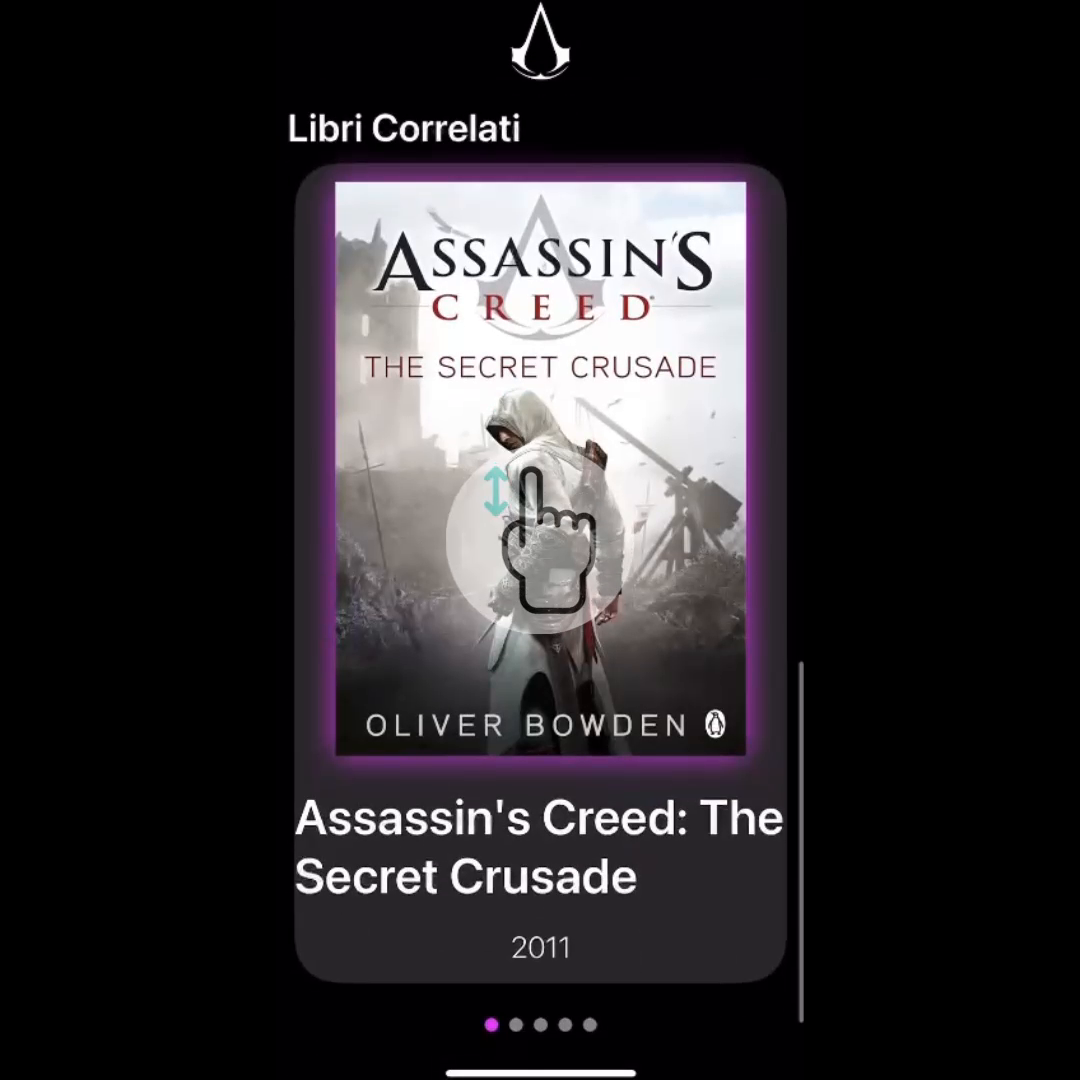 Libri Correlati
ASSASSIN'S
CREED
THE SECRET CRUSADE
OLIVER BOWDEN
Assassin's Creed: The
Secret Crusade
2011